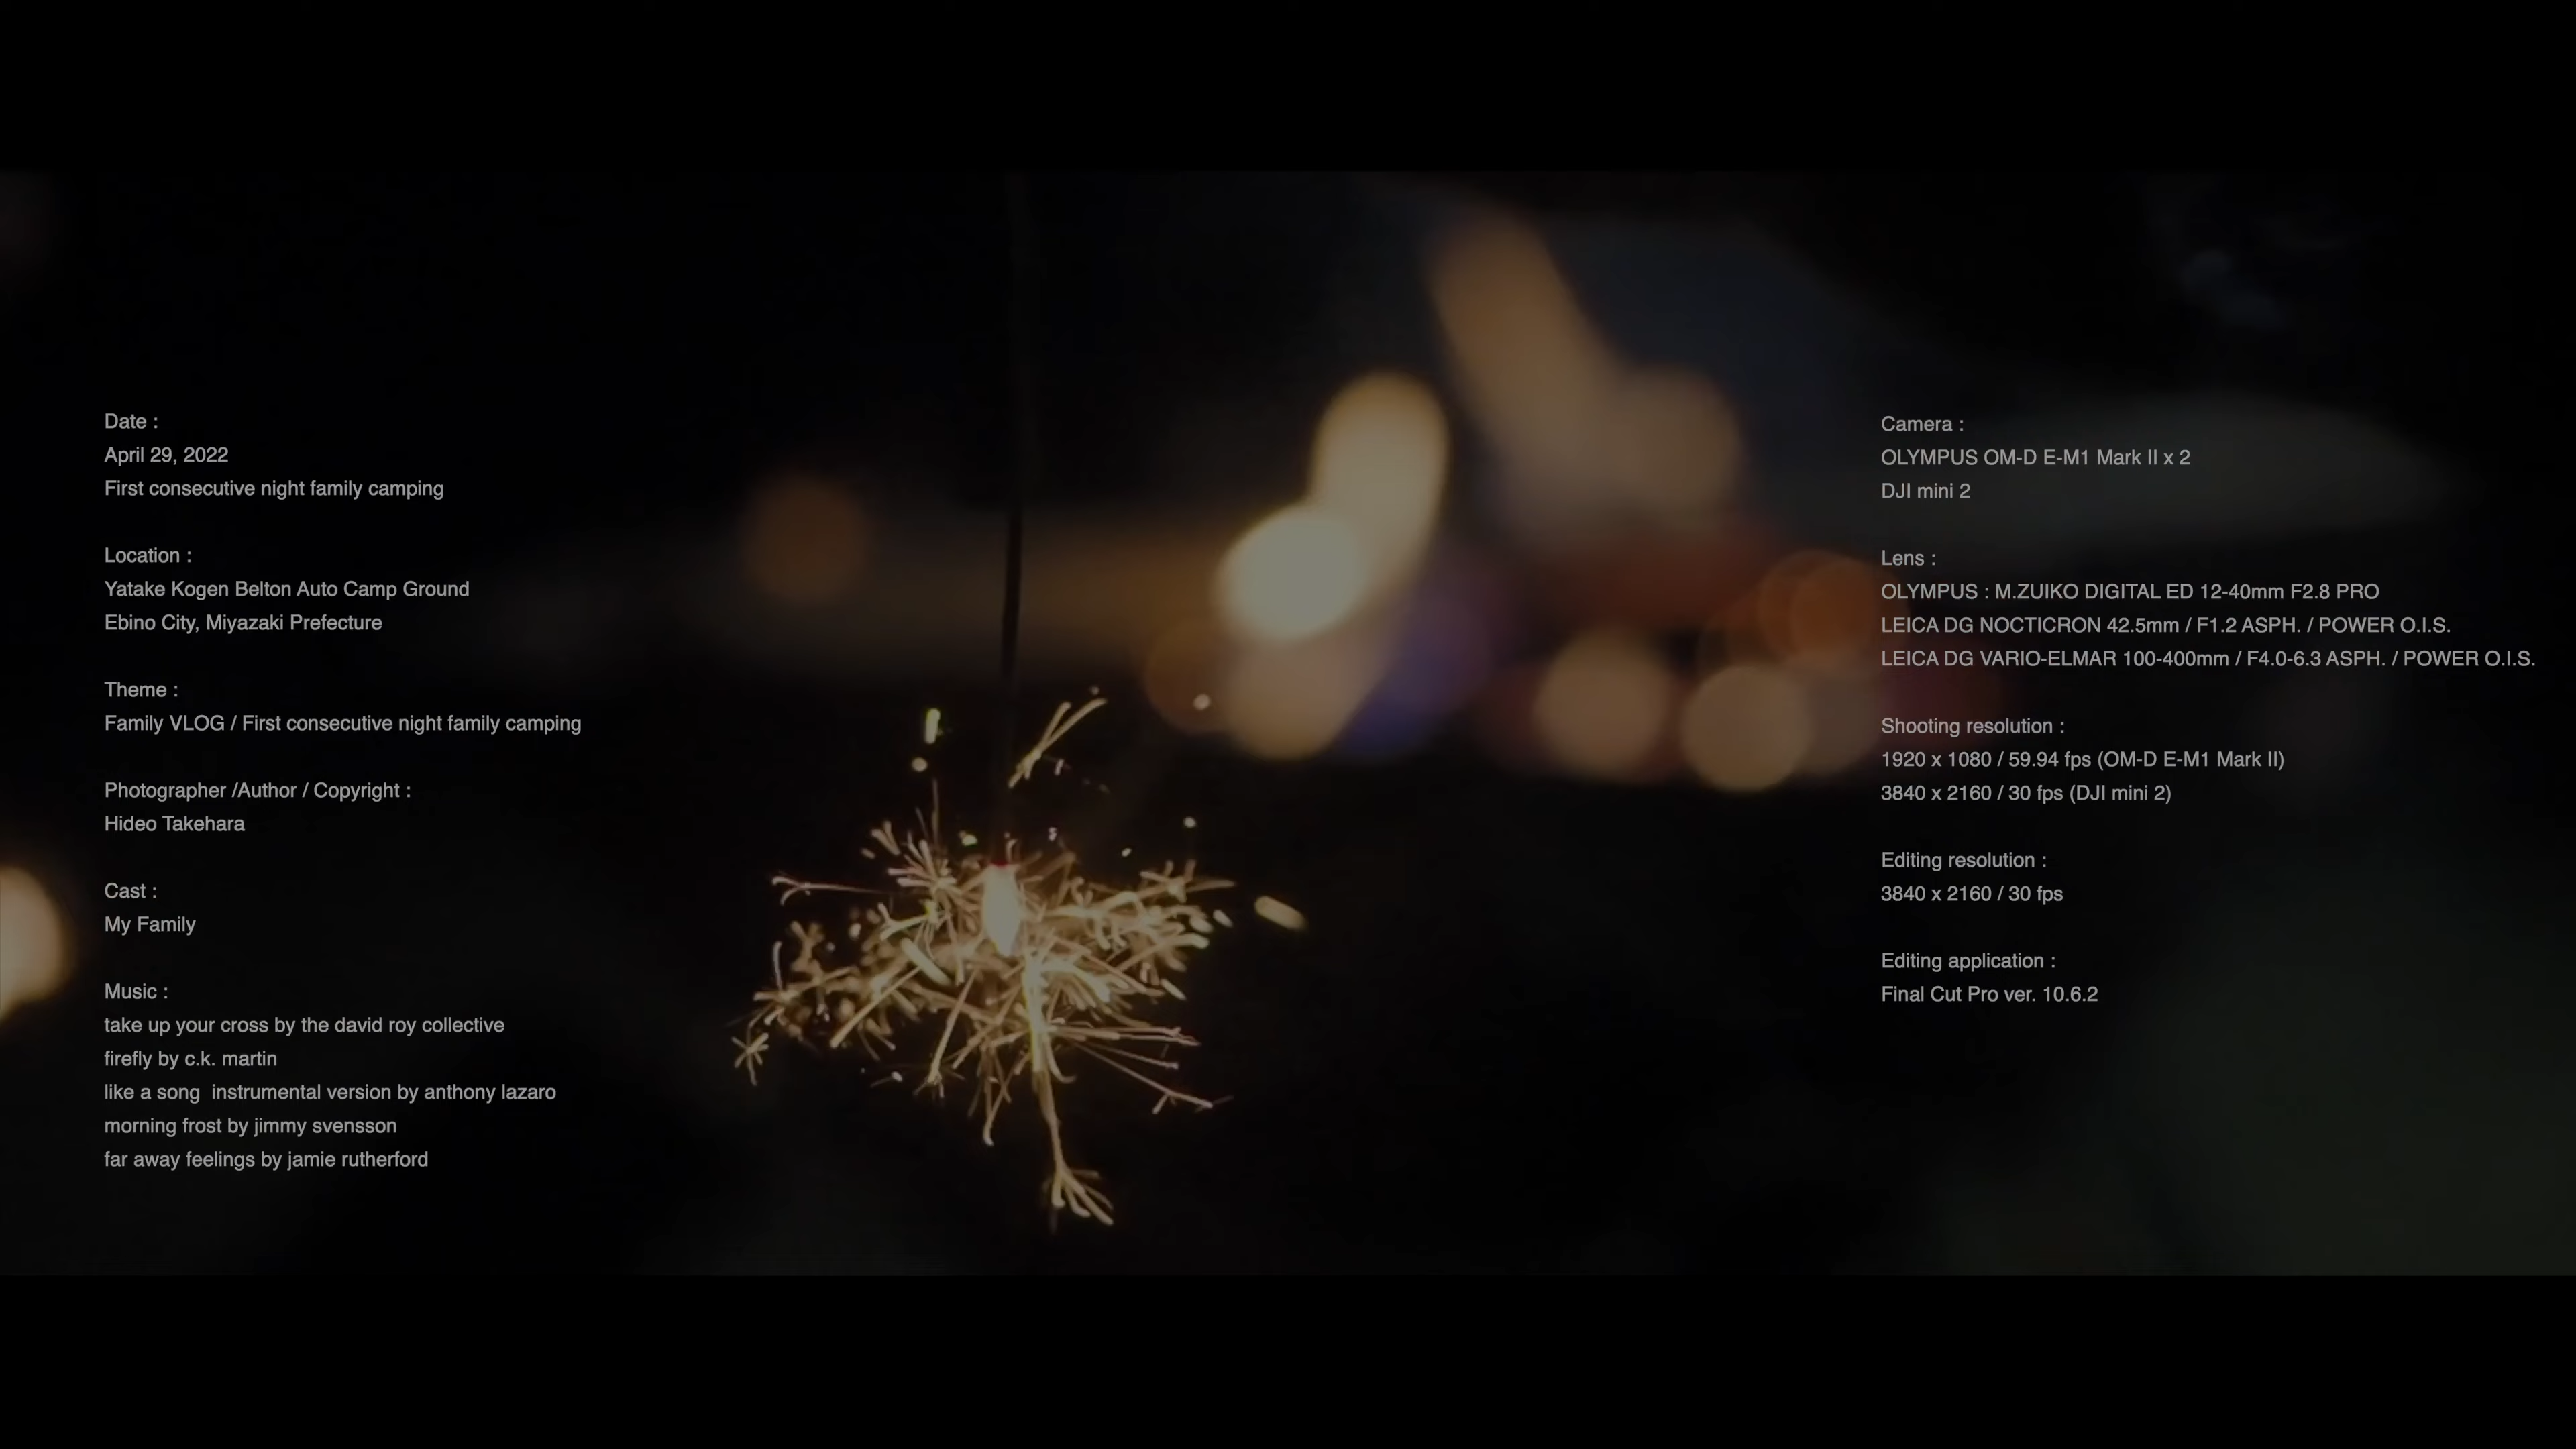 Date :
April 29, 2022
First consecutive night family camping
Location :
Yatake Kogen Belton Auto Camp Ground
Ebino City, Miyazaki Prefecture
Theme :
Family VLOG / First consecutive night family camping
Photographer /Author / Copyright :
Hideo Takehara
Cast :
My Family
Music :
take up your cross by the david roy collective
firefly by c.k. martin
like a song  instrumental version by anthony lazaro
morning frost by jimmy svensson
far away feelings by jamie rutherford
Camera :
OLYMPUS OM-D E-M1 Mark II x 2
DJI mini 2
Lens :
OLYMPUS : M.ZUIKO DIGITAL ED 12-40mm F2.8 PRO
LEICA DG NOCTICRON 42.5mm / F1.2 ASPH. / POWER O.I.S.
LEICA DG VARIO-ELMAR 100-400mm / F4.0-6.3 ASPH. / POWER O.I.S.
Shooting resolution :
1920 x 1080 / 59.94 fps (OM-D E-M1 Mark II)
3840 x 2160 / 30 fps (DJI mini 2)
Editing resolution :
3840 x 2160 / 30 fps
Editing application :
Final Cut Pro ver. 10.6.2